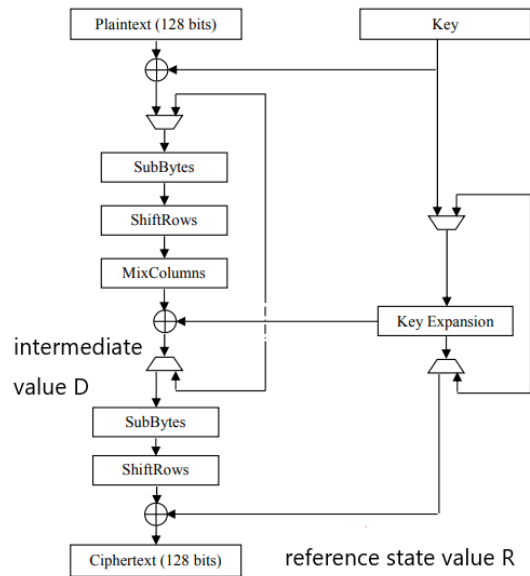 Plaintext (128 bits)
Key
SubBytes
ShiftRows
MixColumns
Key Expansion
intermediate
value D
SubBytes
ShiftRows
Ciphertext (128 bits)
reference state value R